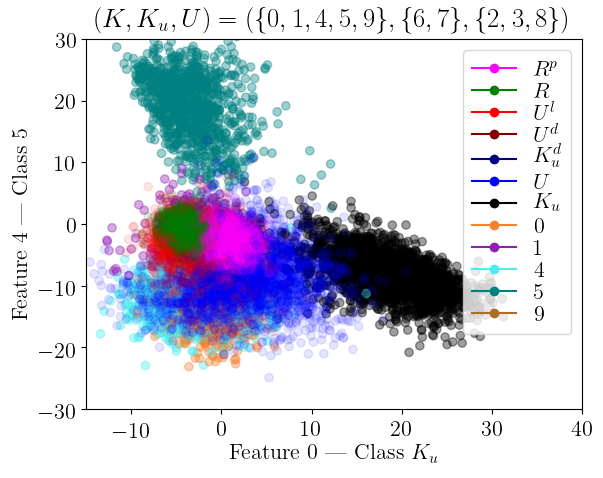 (K, K_u, U) = ({0, 1, 4, 5, 9}, {6, 7}, {2, 3, 8})
30
20
10
0
−10
−20
−30
Feature 4 — Class 5
R^p
R
U^l
U^d
K_u^d
U
K_u
0
1
4
5
9
−10
0
10
20
30
40
Feature 0 — Class K_u